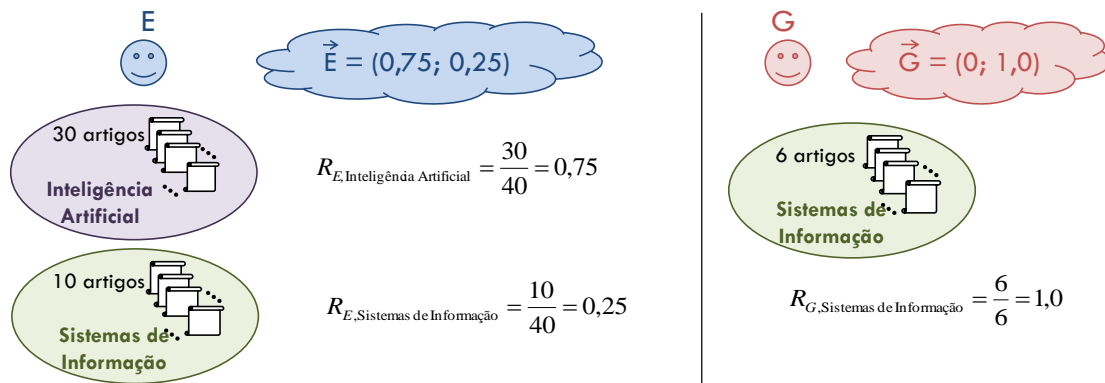 E
E = (0,75; 0,25)
30 artigos
Inteligência
Artificial
R_E,Inteligência Artificial = 30/40 = 0,75
10 artigos
Sistemas de
Informação
R_E,Sistemas de Informação = 10/40 = 0,25
G
G = (0; 1,0)
6 artigos
Sistemas de
Informação
R_G,Sistemas de Informação = 6/6 = 1,0